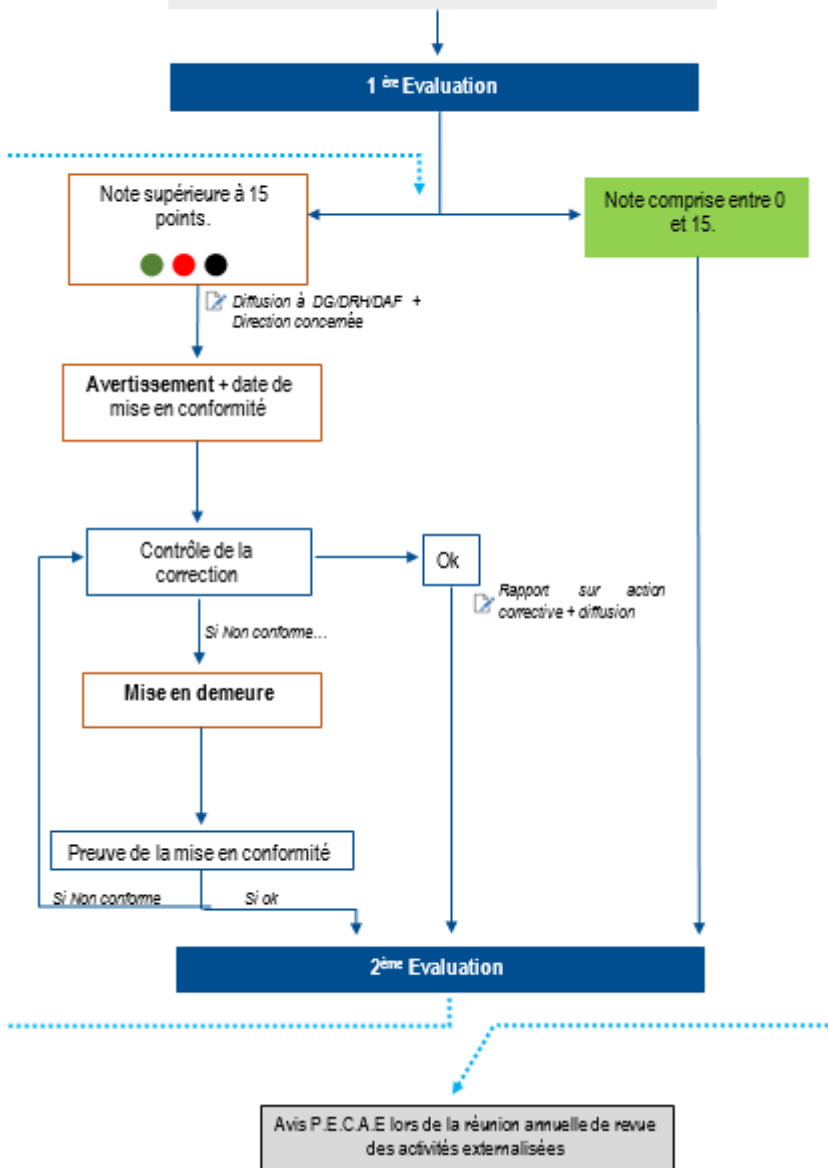 1 ère Evaluation
Note supérieure à 15
points.
Note comprise entre 0
et 15.
Diffusion à DG/DRH/DAF +
Direction concernée
Avertissement + date de
mise en conformité
Contrôle de la
correction
Ok
Rapport sur action
corrective + diffusion
Si Non conforme...
Mise en demeure
Preuve de la mise en conformité
Si Non conforme
Si ok
2ème Evaluation
Avis P.E.C.A.E lors de la réunion annuelle de revue
des activités externalisées